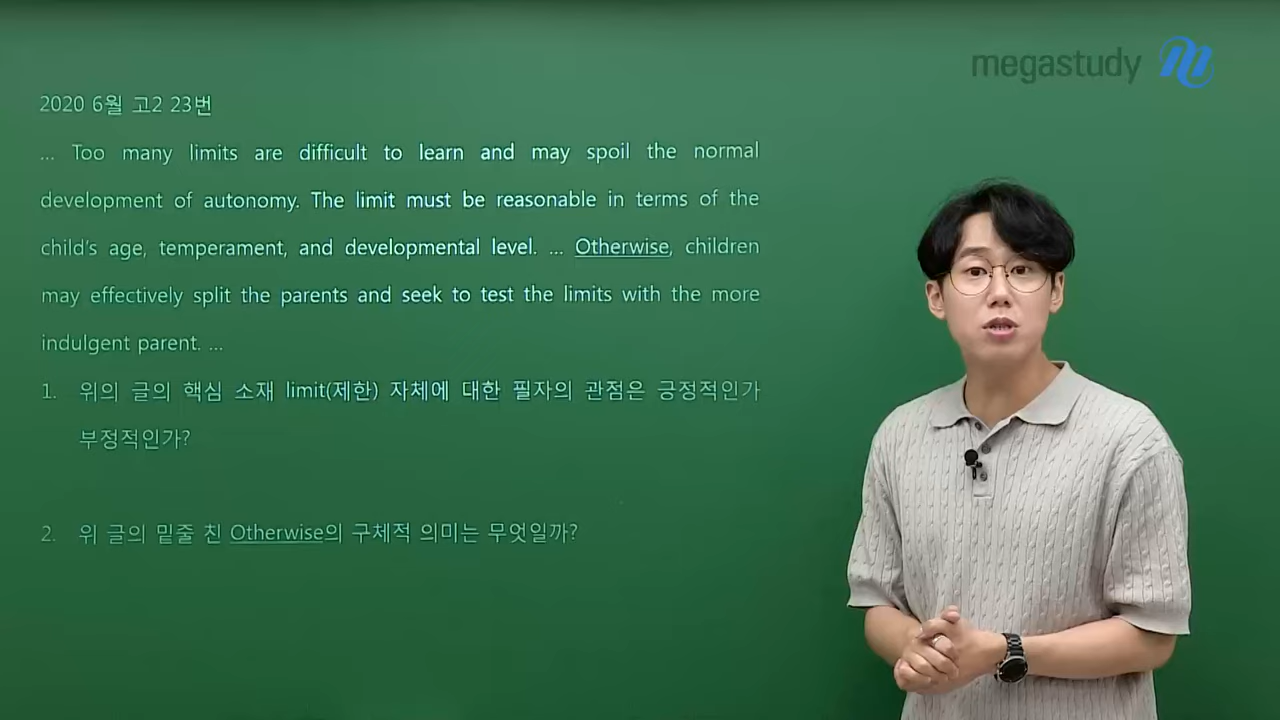 megastudy
2020 6월 고2 23번
... Too many limits are difficult to learn and may spoil the normal
development of autonomy. The limit must be reasonable in terms of the
child's age, temperament, and developmental level. ... Otherwise, children
may effectively split the parents and seek to test the limits with the more
indulgent parent. ...
1. 위의 글의 핵심 소재 limit(제한) 자체에 대한 필자의 관점은 긍정적인가
부정적인가?
2. 위 글의 밑줄 친 Otherwise의 구체적 의미는 무엇일까?